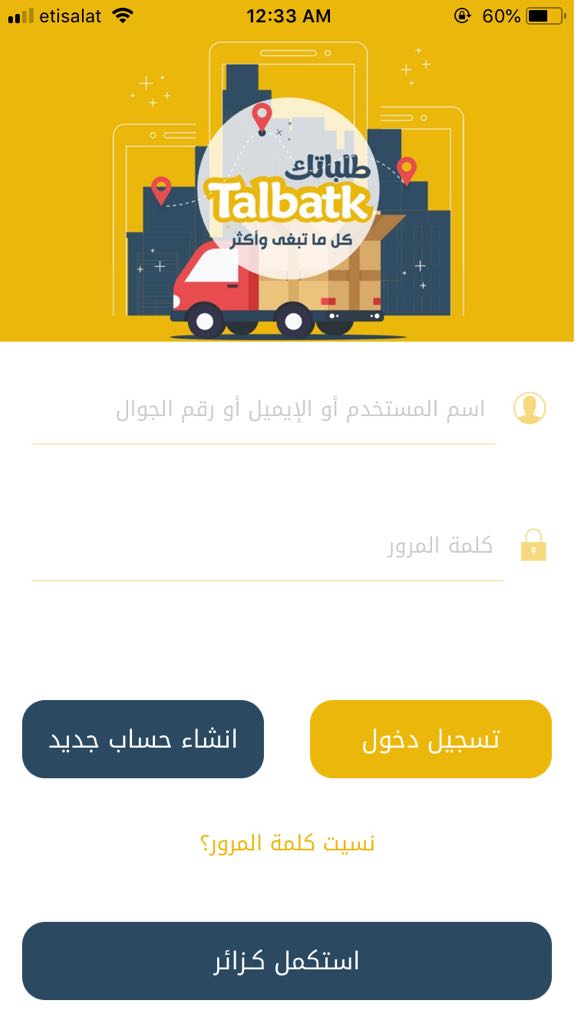 etisalat 12:33 AM 60%
طلباتك
Talbatk
كل ما تبغى وأكثر
اسم المستخدم أو الإيميل أو رقم الجوال
كلمة المرور
تسجيل دخول
انشاء حساب جديد
نسيت كلمة المرور؟
استكمل كـزائر